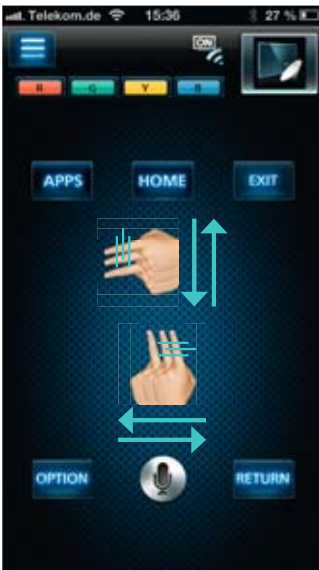 Telekom.de 15:36 27 %
ON
R G Y B
APPS HOME EXIT
OPTION RETURN